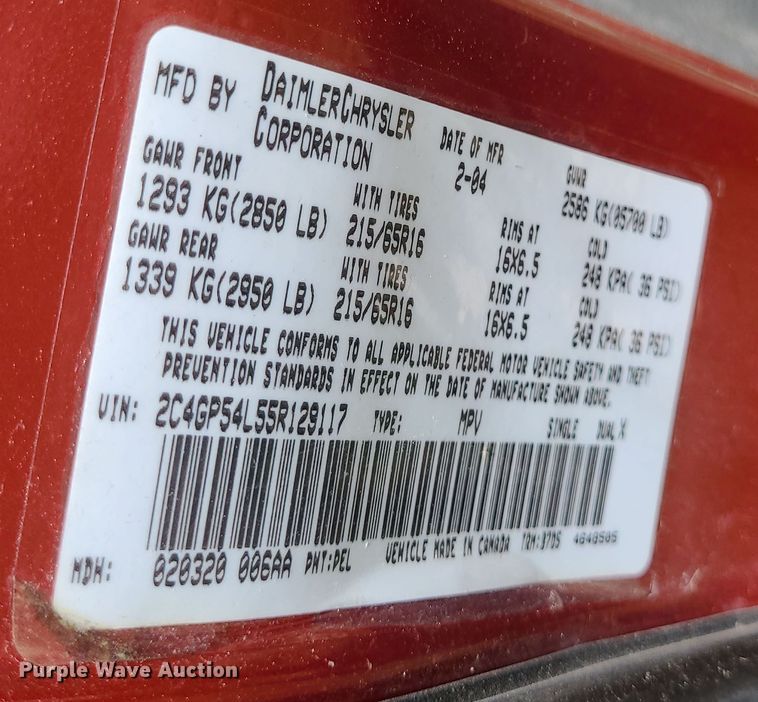 MFD BY DAIMLERCHRYSLER CORPORATION
DATE OF MFR 2-04
GVWR 2586 KG(05700 LB)
GAWR FRONT WITH TIRES RIMS AT COLD
1293 KG(2850 LB) 215/65R16 16X6.5 248 KPA( 36 PSI)
GAWR REAR WITH TIRES RIMS AT COLD
1339 KG(2950 LB) 215/65R16 16X6.5 248 KPA( 36 PSI)
THIS VEHICLE CONFORMS TO ALL APPLICABLE FEDERAL MOTOR VEHICLE SAFETY AND THEFT
PREVENTION STANDARDS IN EFFECT ON THE DATE OF MANUFACTURE SHOWN ABOVE.
VIN: 2C4GP54L55R129117 TYPE: MPV SINGLE DUAL X
MDH: 020320 006AA PNT:PEL VEHICLE MADE IN CANADA
Purple Wave Auction